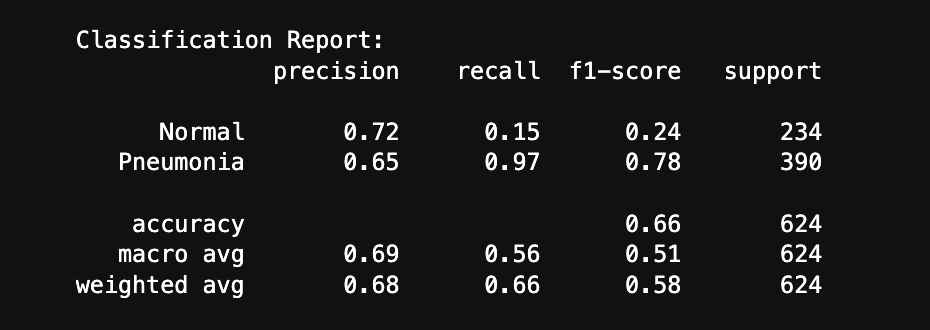 Classification Report:
precision recall f1-score support
Normal 0.72 0.15 0.24 234
Pneumonia 0.65 0.97 0.78 390
accuracy 0.66 624
macro avg 0.69 0.56 0.51 624
weighted avg 0.68 0.66 0.58 624